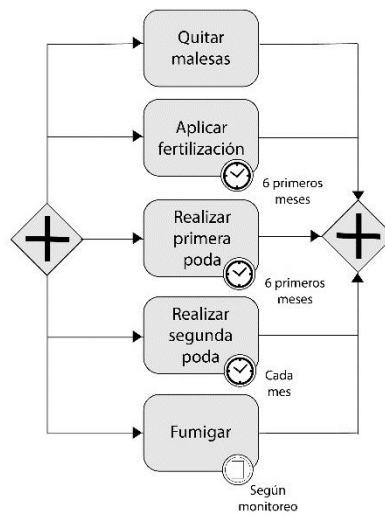 Quitar
malesas
Aplicar
fertilización
6 primeros
meses
Realizar
primera
poda
6 primeros
meses
Realizar
segunda
poda
Cada
mes
Fumigar
Según
monitoreo